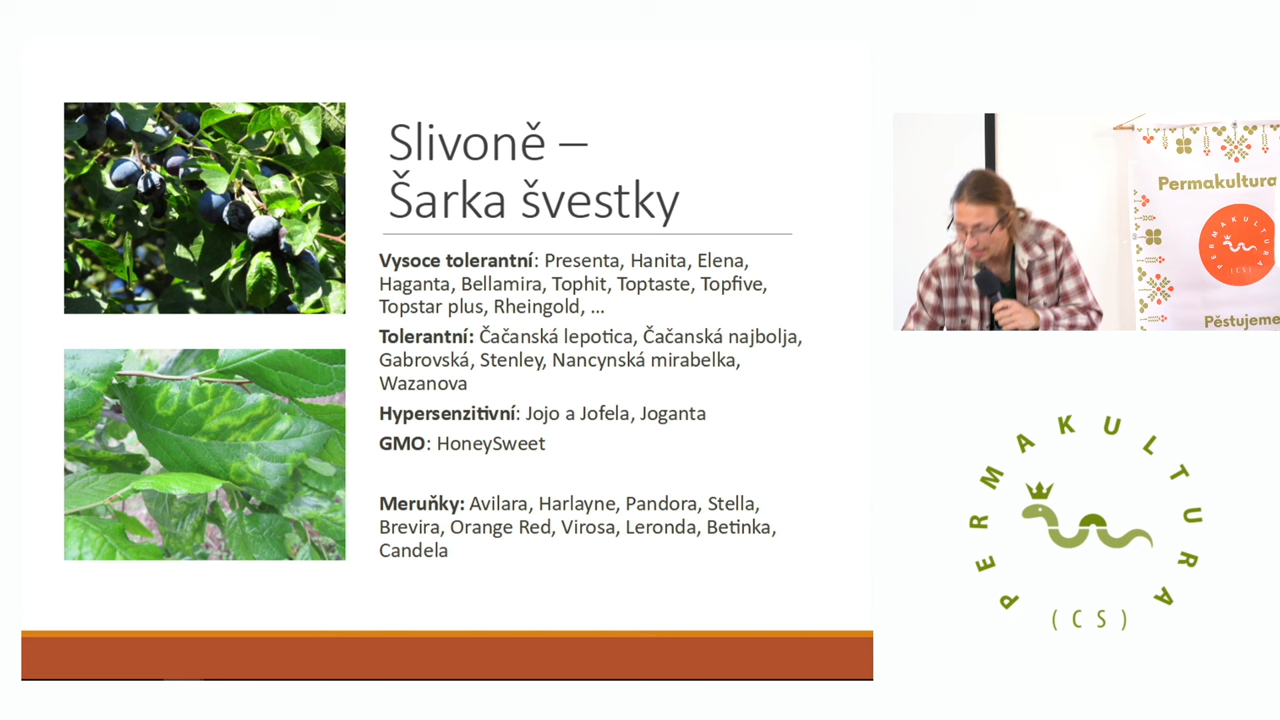 Slivoně –
Šarka švestky
Vysoce tolerantní: Presenta, Hanita, Elena,
Haganta, Bellamira, Tophit, Toptaste, Topfive,
Topstar plus, Rheingold, ...
Tolerantní: Čačanská lepotica, Čačanská najbolja,
Gabrovská, Stenley, Nancynská mirabelka,
Wazanova
Hypersenzitivní: Jojo a Jofela, Joganta
GMO: HoneySweet
Meruňky: Avilara, Harlayne, Pandora, Stella,
Brevira, Orange Red, Virosa, Leronda, Betinka,
Candela
Permakultura
PERMAKULTURA
(CS)
Pěstujeme
PERMAKULTURA
(CS)